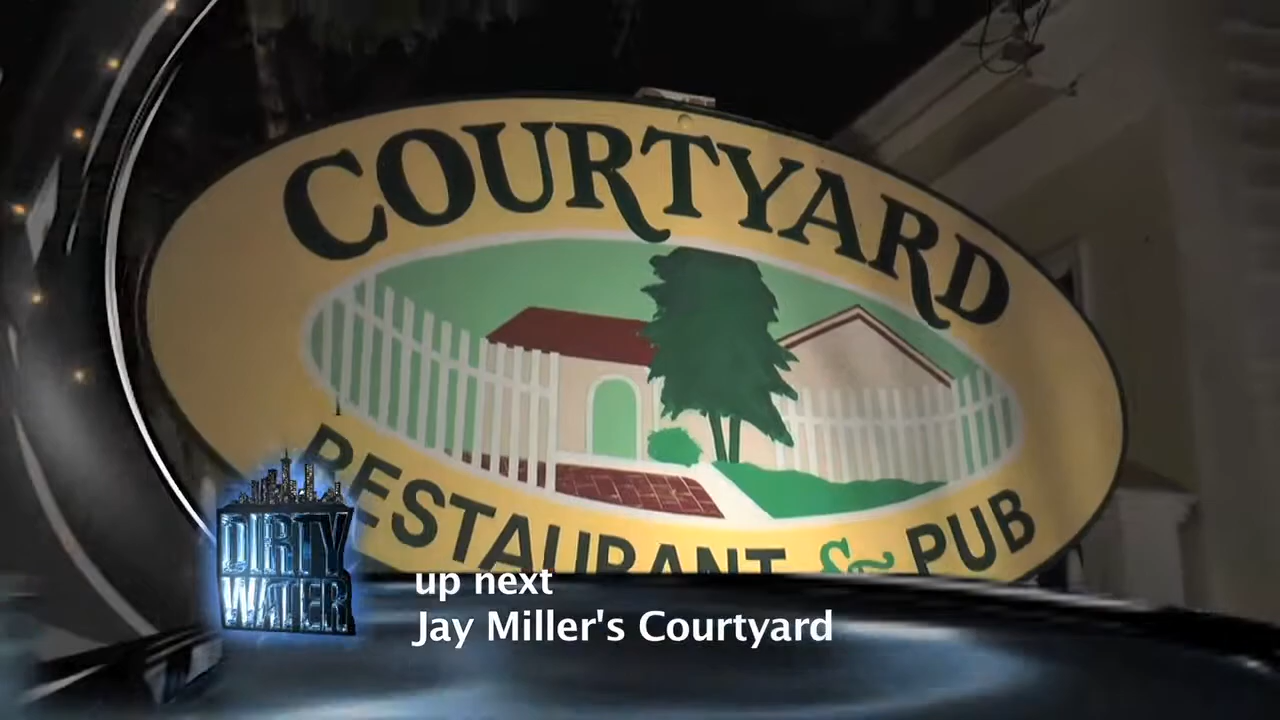 COURTYARD
RESTAURANT & PUB
DIRTY
WATER
up next
Jay Miller's Courtyard